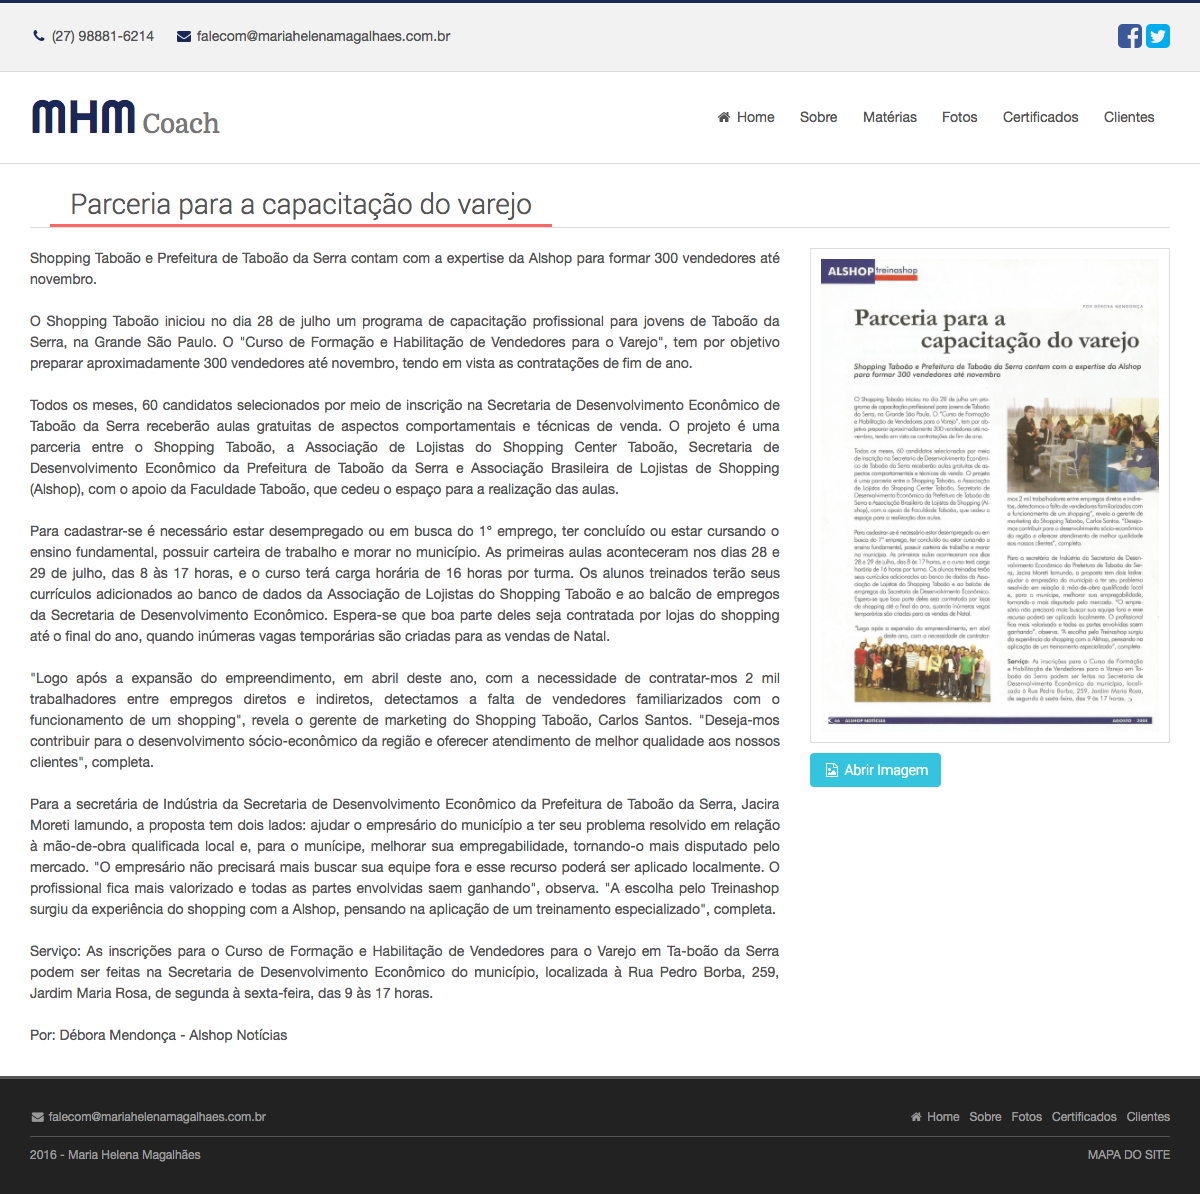 (27) 98881-6214 falecom@mariahelenamagalhaes.com.br
MHM Coach
Home Sobre Matérias Fotos Certificados Clientes
Parceria para a capacitação do varejo
Shopping Taboão e Prefeitura de Taboão da Serra contam com a expertise da Alshop para formar 300 vendedores até
novembro.
O Shopping Taboão iniciou no dia 28 de julho um programa de capacitação profissional para jovens de Taboão da
Serra, na Grande São Paulo. O "Curso de Formação e Habilitação de Vendedores para o Varejo", tem por objetivo
preparar aproximadamente 300 vendedores até novembro, tendo em vista as contratações de fim de ano.
Todos os meses, 60 candidatos selecionados por meio de inscrição na Secretaria de Desenvolvimento Econômico de
Taboão da Serra receberão aulas gratuitas de aspectos comportamentais e técnicas de venda. O projeto é uma
parceria entre o Shopping Taboão, a Associação de Lojistas do Shopping Center Taboão, Secretaria de
Desenvolvimento Econômico da Prefeitura de Taboão da Serra e Associação Brasileira de Lojistas de Shopping
(Alshop), com o apoio da Faculdade Taboão, que cedeu o espaço para a realização das aulas.
Para cadastrar-se é necessário estar desempregado ou em busca do 1° emprego, ter concluído ou estar cursando o
ensino fundamental, possuir carteira de trabalho e morar no município. As primeiras aulas aconteceram nos dias 28 e
29 de julho, das 8 às 17 horas, e o curso tará carga horária de 16 horas por turma. Os alunos treinados terão seus
currículos adicionados ao banco de dados da Associação de Lojistas do Shopping Taboão e ao balcão de empregos
da Secretaria de Desenvolvimento Econômico. Espera-se que boa parte deles seja contratada por lojas do shopping
até o final do ano, quando inúmeras vagas temporárias são criadas para as vendas de Natal.
"Logo após a expansão do empreendimento, em abril deste ano, com a necessidade de contratar-mos 2 mil
trabalhadores entre empregos diretos e indiretos, detectamos a falta de vendedores familiarizados com o
funcionamento de um shopping", revela o gerente de marketing do Shopping Taboão, Carlos Santos. "Deseja-mos
contribuir para o desenvolvimento sócio-econômico da região e oferecer atendimento de melhor qualidade aos nossos
clientes", completa.
Para a secretária de Indústria da Secretaria de Desenvolvimento Econômico da Prefeitura de Taboão da Serra, Jacira
Moreti lamundo, a proposta tem dois lados: ajudar o empresário do município a ter seu problema resolvido em relação
à mão-de-obra qualificada local e, para o munícipe, melhorar sua empregabilidade, tornando-o mais disputado pelo
mercado. "O empresário não precisará mais buscar sua equipe fora e esse recurso poderá ser aplicado localmente. O
profissional fica mais valorizado e todas as partes envolvidas saem ganhando", observa. "A escolha pelo Treinashop
surgiu da experiência do shopping com a Alshop, pensando na aplicação de um treinamento especializado", completa.
Serviço: As inscrições para o Curso de Formação e Habilitação de Vendedores para o Varejo em Ta-boão da Serra
podem ser feitas na Secretaria de Desenvolvimento Econômico do município, localizada à Rua Pedro Borba, 259,
Jardim Maria Rosa, de segunda à sexta-feira, das 9 às 17 horas.
Por: Débora Mendonça - Alshop Notícias
ALSHOP treinashop
POR DÉBORA MENDONÇA
Parceria para a
capacitação do varejo
Shopping Taboão e Prefeitura de Taboão da Serra contam com a expertise da Alshop
para formar 300 vendedores até novembro
ALSHOP NOTÍCIAS
Abrir Imagem
falecom@mariahelenamagalhaes.com.br
Home Sobre Fotos Certificados Clientes
2016 - Maria Helena Magalhães
MAPA DO SITE